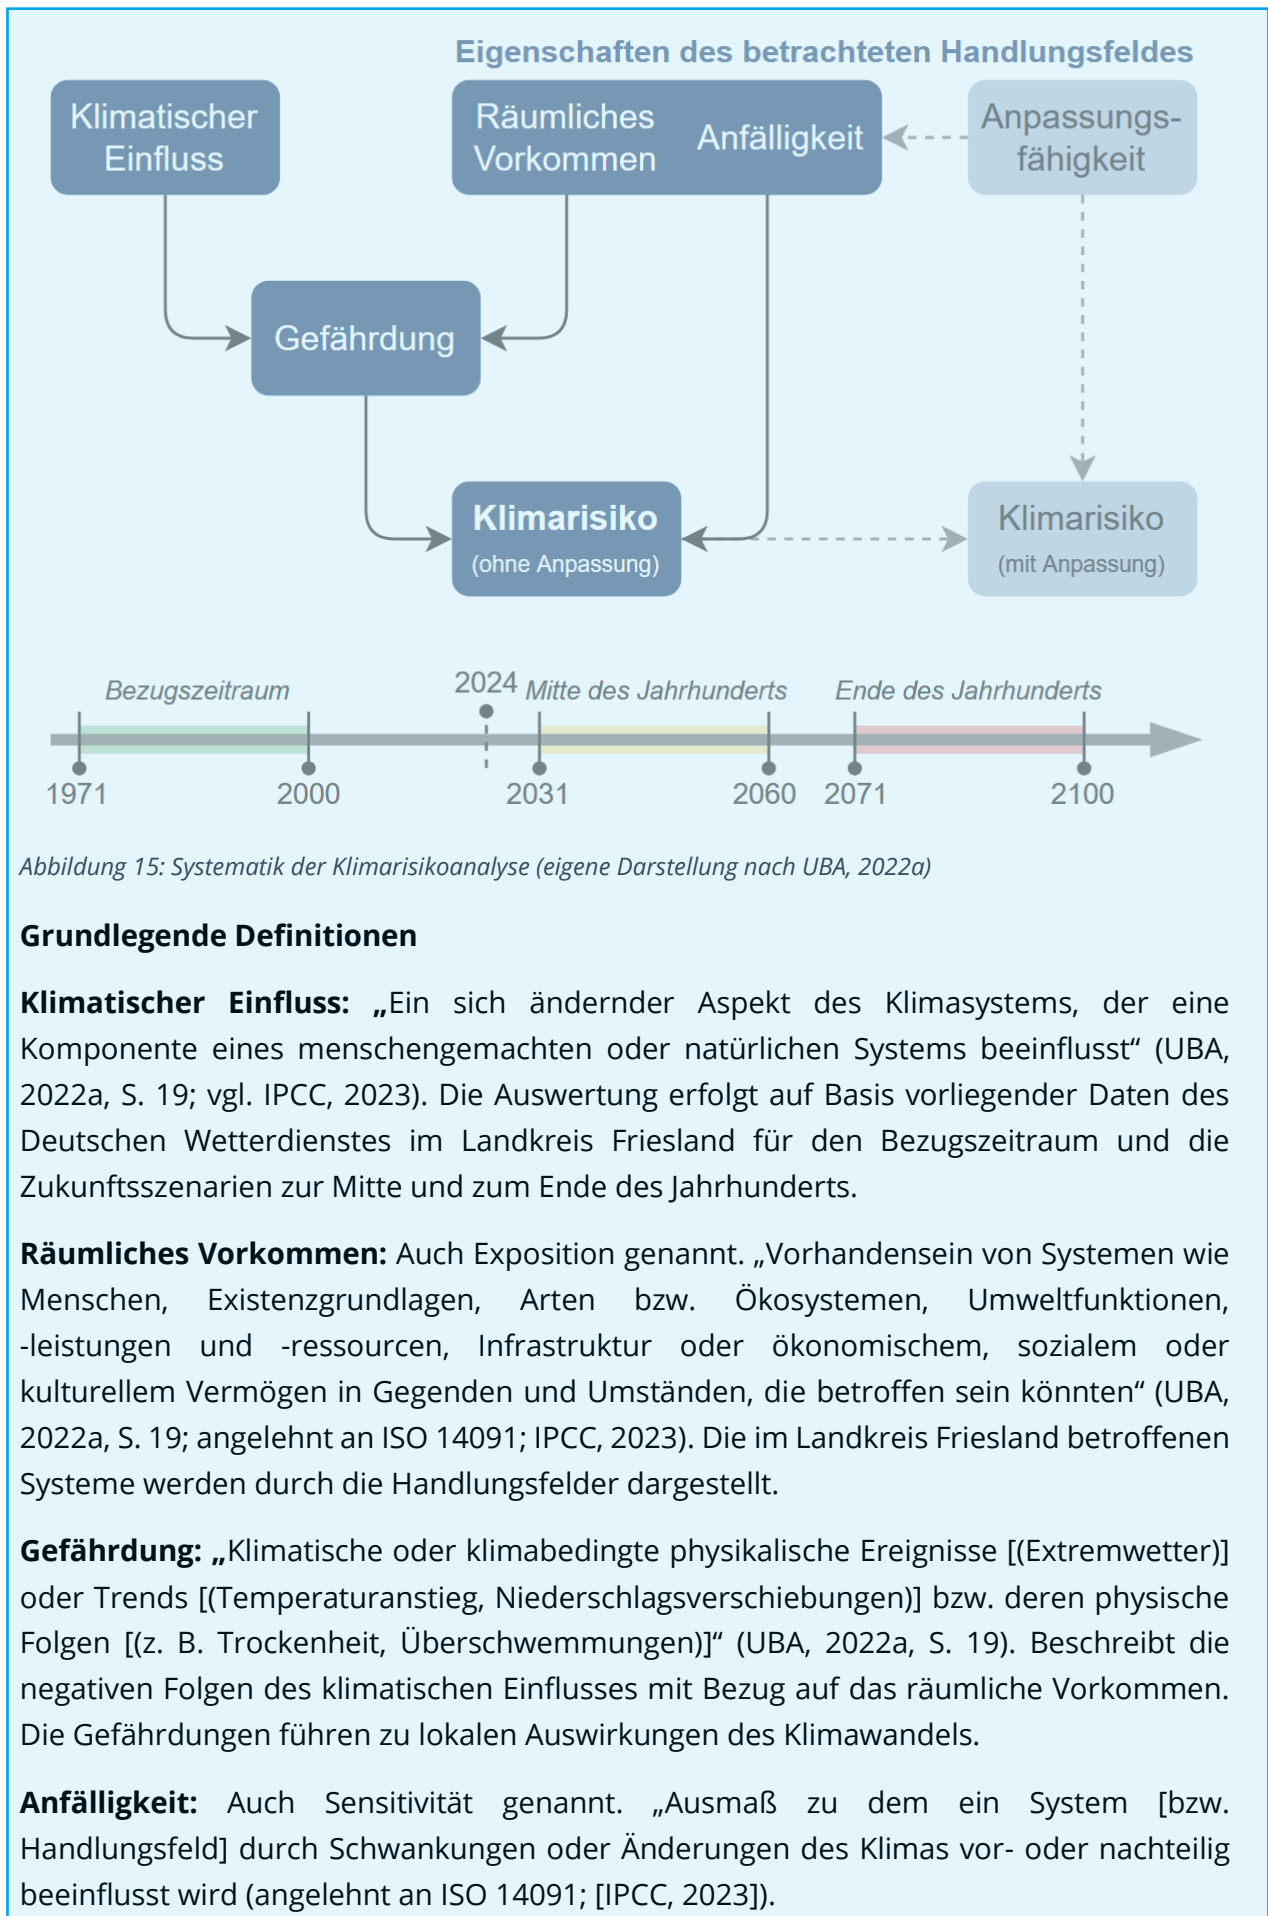 Eigenschaften des betrachteten Handlungsfeldes
Klimatischer
Einfluss
Räumliches
Vorkommen
Anfälligkeit
Anpassungs-
fähigkeit
Gefährdung
Klimarisiko
(ohne Anpassung)
Klimarisiko
(mit Anpassung)
Bezugszeitraum
2024
Mitte des Jahrhunderts
Ende des Jahrhunderts
1971
2000
2031
2060
2071
2100
Abbildung 15: Systematik der Klimarisikoanalyse (eigene Darstellung nach UBA, 2022a)
Grundlegende Definitionen
Klimatischer Einfluss: „Ein sich ändernder Aspekt des Klimasystems, der eine
Komponente eines menschengemachten oder natürlichen Systems beeinflusst“ (UBA,
2022a, S. 19; vgl. IPCC, 2023). Die Auswertung erfolgt auf Basis vorliegender Daten des
Deutschen Wetterdienstes im Landkreis Friesland für den Bezugszeitraum und die
Zukunftsszenarien zur Mitte und zum Ende des Jahrhunderts.
Räumliches Vorkommen: Auch Exposition genannt. „Vorhandensein von Systemen wie
Menschen, Existenzgrundlagen, Arten bzw. Ökosystemen, Umweltfunktionen,
-leistungen und -ressourcen, Infrastruktur oder ökonomischem, sozialem oder
kulturellem Vermögen in Gegenden und Umständen, die betroffen sein könnten“ (UBA,
2022a, S. 19; angelehnt an ISO 14091; IPCC, 2023). Die im Landkreis Friesland betroffenen
Systeme werden durch die Handlungsfelder dargestellt.
Gefährdung: „Klimatische oder klimabedingte physikalische Ereignisse [(Extremwetter)]
oder Trends [(Temperaturanstieg, Niederschlagsverschiebungen)] bzw. deren physische
Folgen [(z. B. Trockenheit, Überschwemmungen)]“ (UBA, 2022a, S. 19). Beschreibt die
negativen Folgen des klimatischen Einflusses mit Bezug auf das räumliche Vorkommen.
Die Gefährdungen führen zu lokalen Auswirkungen des Klimawandels.
Anfälligkeit: Auch Sensitivität genannt. „Ausmaß zu dem ein System [bzw.
Handlungsfeld] durch Schwankungen oder Änderungen des Klimas vor- oder nachteilig
beeinflusst wird (angelehnt an ISO 14091; [IPCC, 2023]).